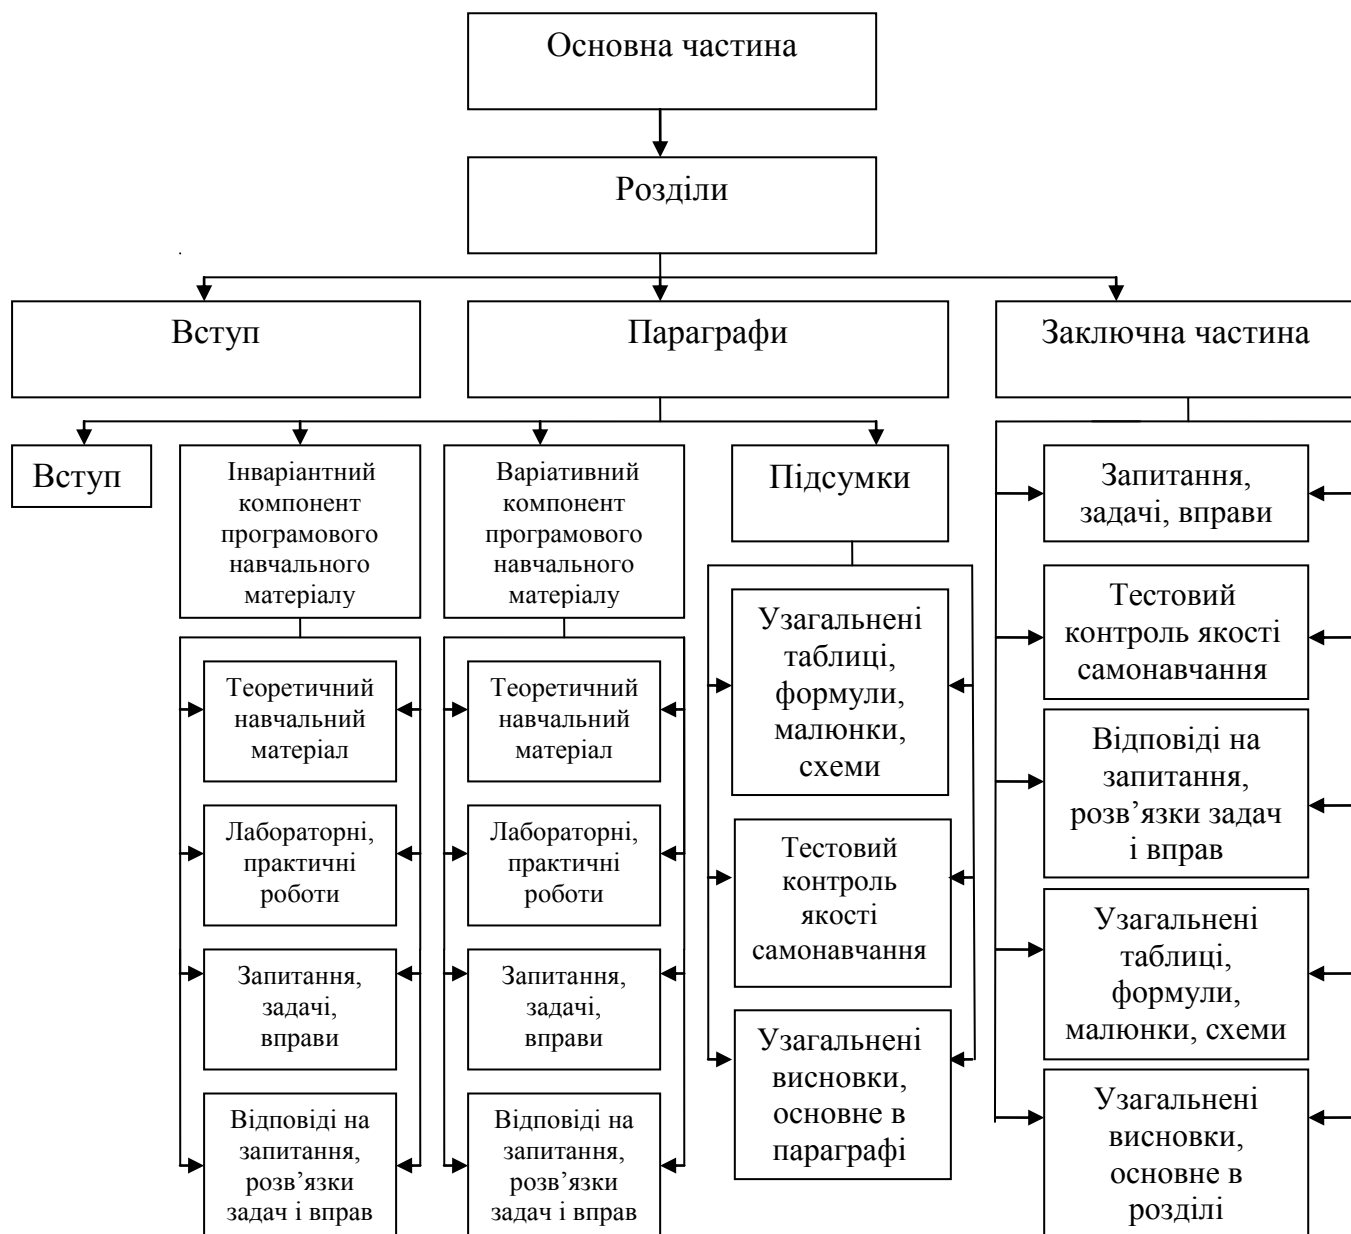 Основна частина
Розділи
Вступ
Параграфи
Заключна частина
Вступ
Інваріантний
компонент
програмового
навчального
матеріалу
Варіативний
компонент
програмового
навчального
матеріалу
Підсумки
Теоретичний
навчальний
матеріал
Лабораторні,
практичні
роботи
Запитання,
задачі,
вправи
Відповіді на
запитання,
розв’язки
задач і вправ
Теоретичний
навчальний
матеріал
Лабораторні,
практичні
роботи
Запитання,
задачі,
вправи
Відповіді на
запитання,
розв’язки
задач і вправ
Узагальнені
таблиці,
формули,
малюнки,
схеми
Тестовий
контроль
якості
самонавчання
Узагальнені
висновки,
основне в
параграфі
Запитання,
задачі, вправи
Тестовий
контроль якості
самонавчання
Відповіді на
запитання,
розв’язки задач
і вправ
Узагальнені
таблиці,
формули,
малюнки, схеми
Узагальнені
висновки,
основне в
розділі